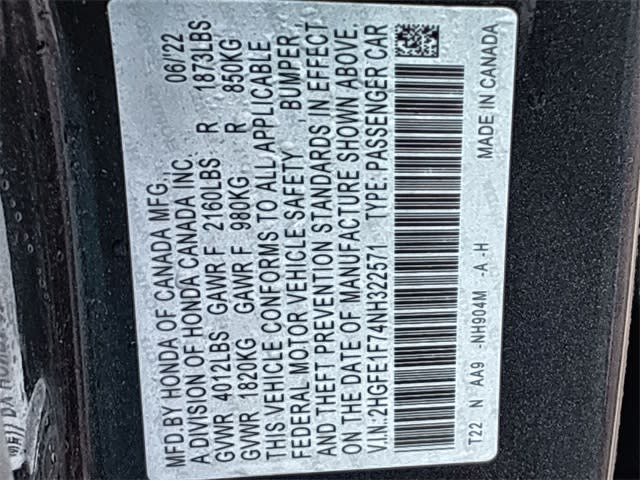 MFD.BY HONDA OF CANADA MFG., 06/'22
A DIVISION OF HONDA CANADA INC.
GVWR 4012LBS GAWR F 2160LBS R 1873LBS
GVWR 1820KG GAWR F 980KG R 850KG
THIS VEHICLE CONFORMS TO ALL APPLICABLE
FEDERAL MOTOR VEHICLE SAFETY, BUMPER,
AND THEFT PREVENTION STANDARDS IN EFFECT
ON THE DATE OF MANUFACTURE SHOWN ABOVE.
V.I.N.:2HGFE1F74NH322571 TYPE:PASSENGER CAR
T22 N AA9 -NH904M -A -H MADE IN CANADA